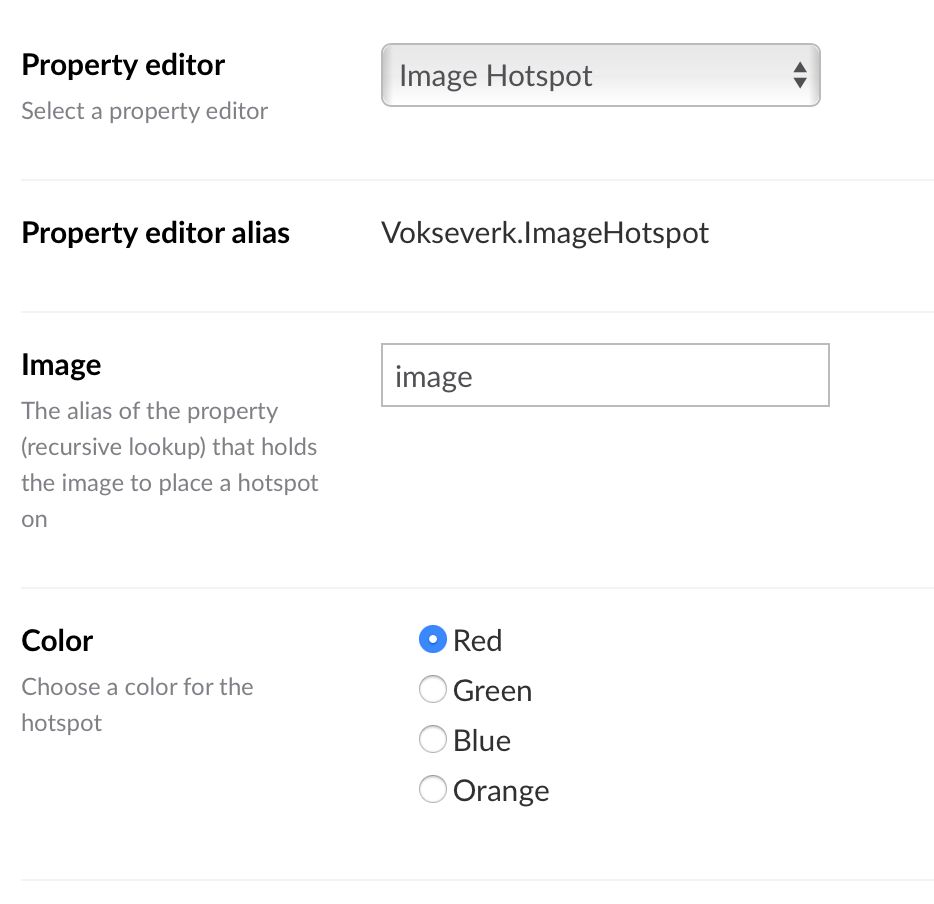 Property editor
Image Hotspot
Select a property editor
Property editor alias
Vokseverk.ImageHotspot
Image
image
The alias of the property
(recursive lookup) that holds
the image to place a hotspot
on
Color
Choose a color for the
hotspot
Red
Green
Blue
Orange